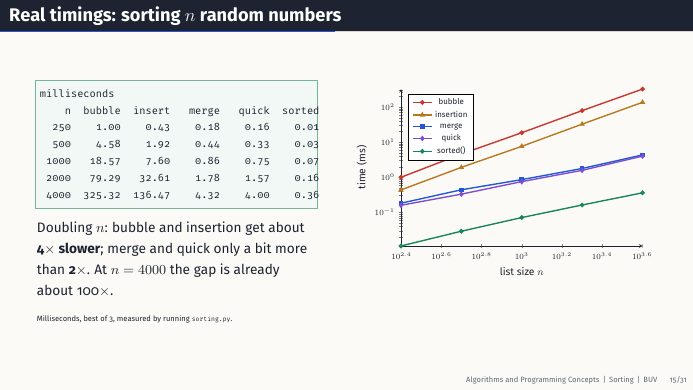 Real timings: sorting n random numbers
milliseconds
n bubble insert merge quick sorted
250 1.00 0.43 0.18 0.16 0.01
500 4.58 1.92 0.44 0.33 0.03
1000 18.57 7.60 0.86 0.75 0.07
2000 79.29 32.61 1.78 1.57 0.16
4000 325.32 136.47 4.32 4.00 0.36
Doubling n: bubble and insertion get about
4× slower; merge and quick only a bit more
than 2×. At n = 4000 the gap is already
about 100×.
Milliseconds, best of 3, measured by running sorting.py.
bubble
insertion
merge
quick
sorted()
time (ms)
10²
10¹
10⁰
10⁻¹
10^2.4 10^2.6 10^2.8 10^3 10^3.2 10^3.4 10^3.6
list size n
Algorithms and Programming Concepts | Sorting | BUV 15/31